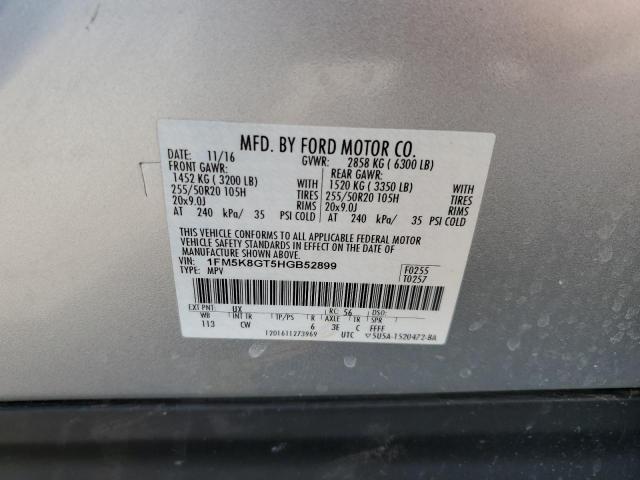 MFD. BY FORD MOTOR CO.
DATE: 11/16 GVWR: 2858 KG ( 6300 LB)
FRONT GAWR: REAR GAWR:
1452 KG ( 3200 LB) WITH 1520 KG ( 3350 LB) WITH
255/50R20 105H TIRES 255/50R20 105H TIRES
20x9.0J RIMS 20x9.0J RIMS
AT 240 kPa/ 35 PSI COLD AT 240 kPa/ 35 PSI COLD
THIS VEHICLE CONFORMS TO ALL APPLICABLE FEDERAL MOTOR
VEHICLE SAFETY STANDARDS IN EFFECT ON THE DATE OF
MANUFACTURE SHOWN ABOVE.
VIN: 1FM5K8GT5HGB52899 F0255
TYPE: MPV T0257
EXT PNT: UX RC: 56
WB INT TR TP/PS R AXLE TR SPR
113 CW 6 3E C FFFF
1201611273969 UTC 5U5A-1520472-BA